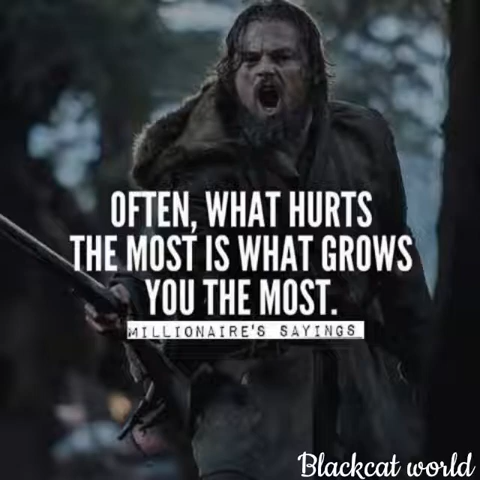 OFTEN, WHAT HURTS
THE MOST IS WHAT GROWS
YOU THE MOST.
MILLIONAIRE'S SAYINGS
Blackcat world